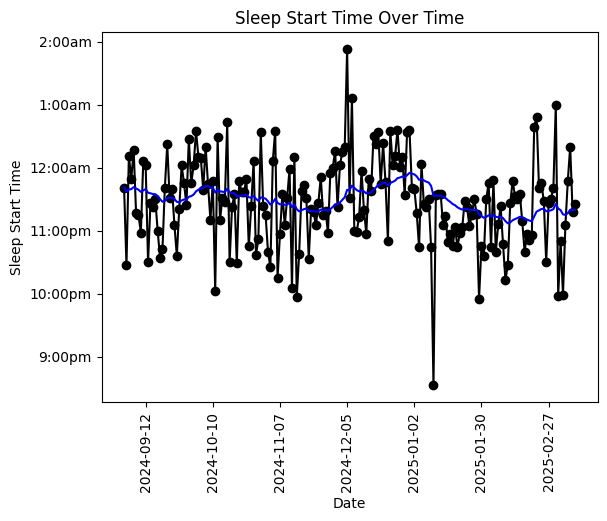 Sleep Start Time Over Time
2:00am
1:00am
12:00am
11:00pm
10:00pm
9:00pm
Sleep Start Time
2024-09-12
2024-10-10
2024-11-07
2024-12-05
2025-01-02
2025-01-30
2025-02-27
Date